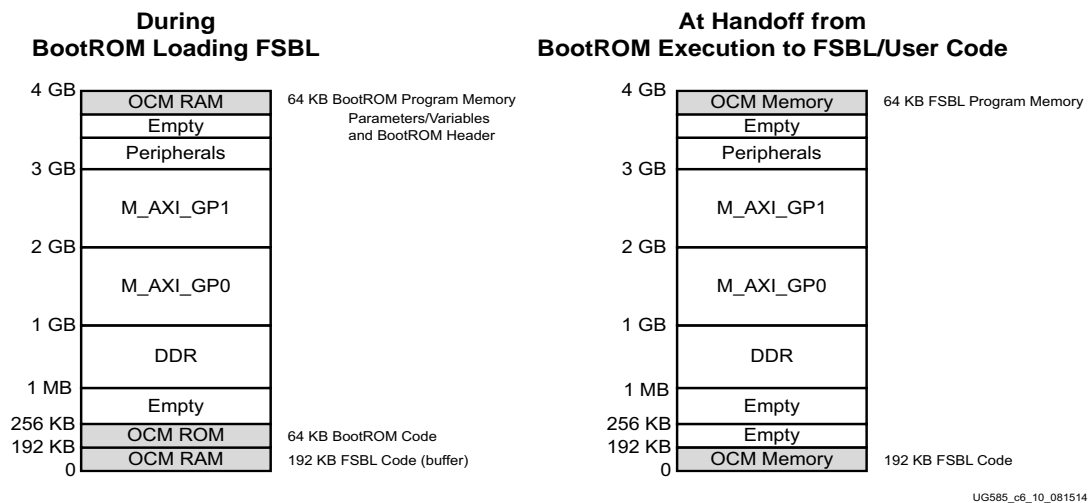 During
BootROM Loading FSBL
4 GB
OCM RAM
64 KB BootROM Program Memory
Parameters/Variables
and BootROM Header
Empty
Peripherals
3 GB
M_AXI_GP1
2 GB
M_AXI_GP0
1 GB
DDR
1 MB
Empty
256 KB
OCM ROM
64 KB BootROM Code
192 KB
OCM RAM
192 KB FSBL Code (buffer)
0
At Handoff from
BootROM Execution to FSBL/User Code
4 GB
OCM Memory
64 KB FSBL Program Memory
Empty
Peripherals
3 GB
M_AXI_GP1
2 GB
M_AXI_GP0
1 GB
DDR
1 MB
Empty
256 KB
Empty
192 KB
OCM Memory
192 KB FSBL Code
0
UG585_c6_10_081514